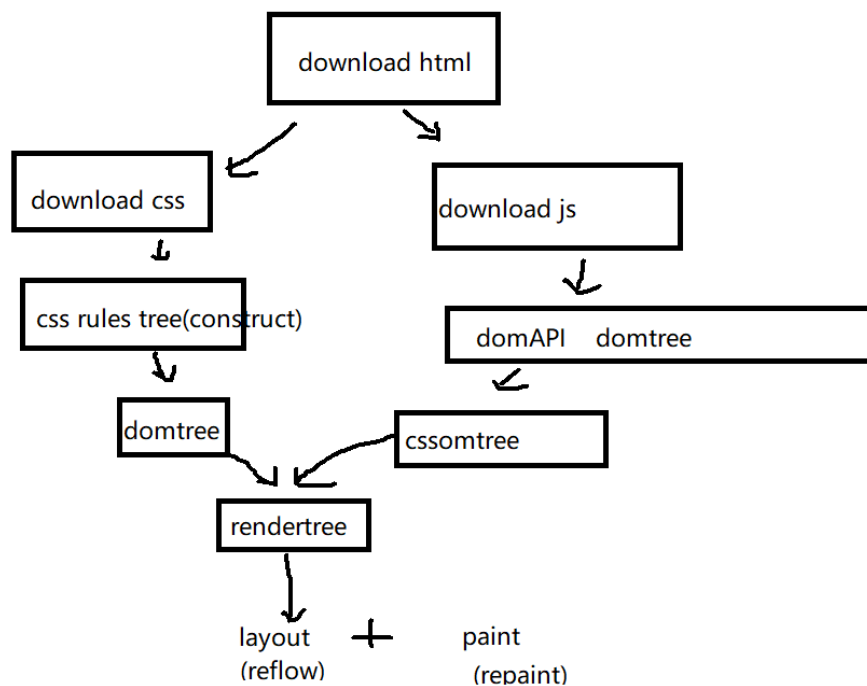 download html
download css
download js
css rules tree(construct)
domAPI domtree
domtree
cssomtree
rendertree
layout + paint
(reflow) (repaint)